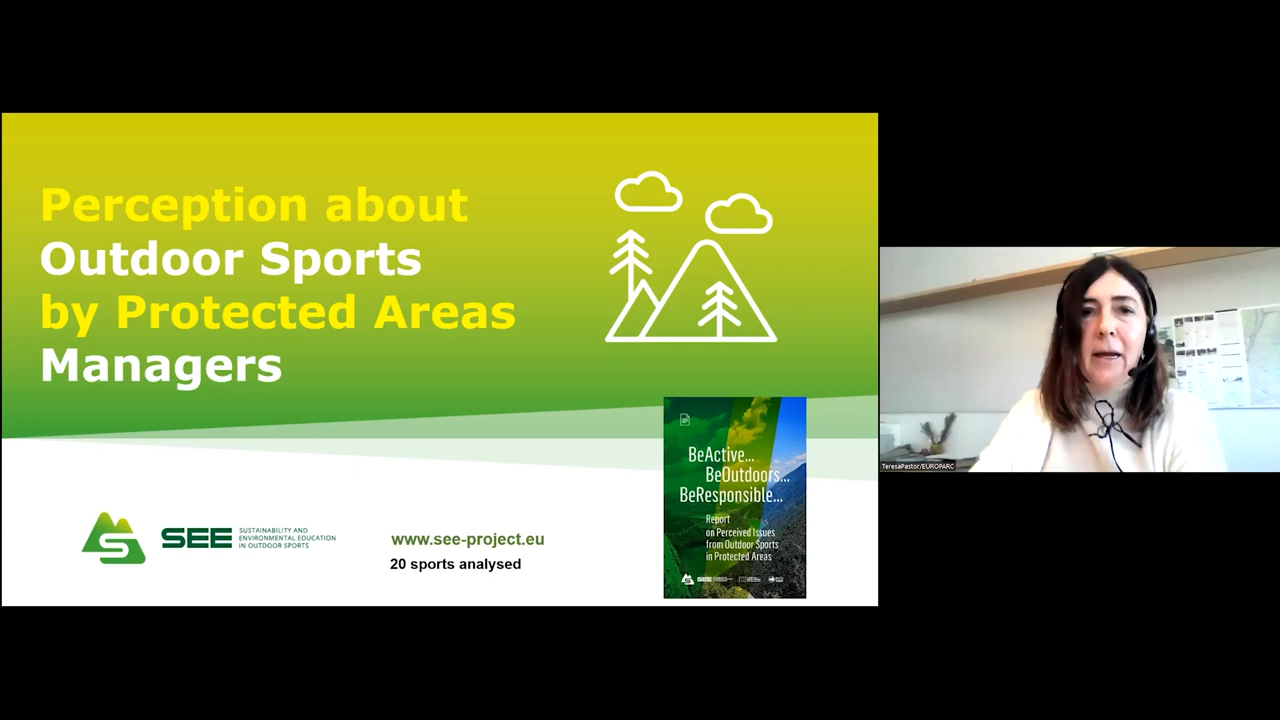 Perception about
Outdoor Sports
by Protected Areas
Managers
BeActive...
BeOutdoors...
BeResponsible...
Report
on Perceived Issues
from Outdoor Sports
in Protected Areas
SEE
SUSTAINABILITY AND
ENVIRONMENTAL EDUCATION
IN OUTDOOR SPORTS
www.see-project.eu
20 sports analysed
TeresaPastor/EUROPARC